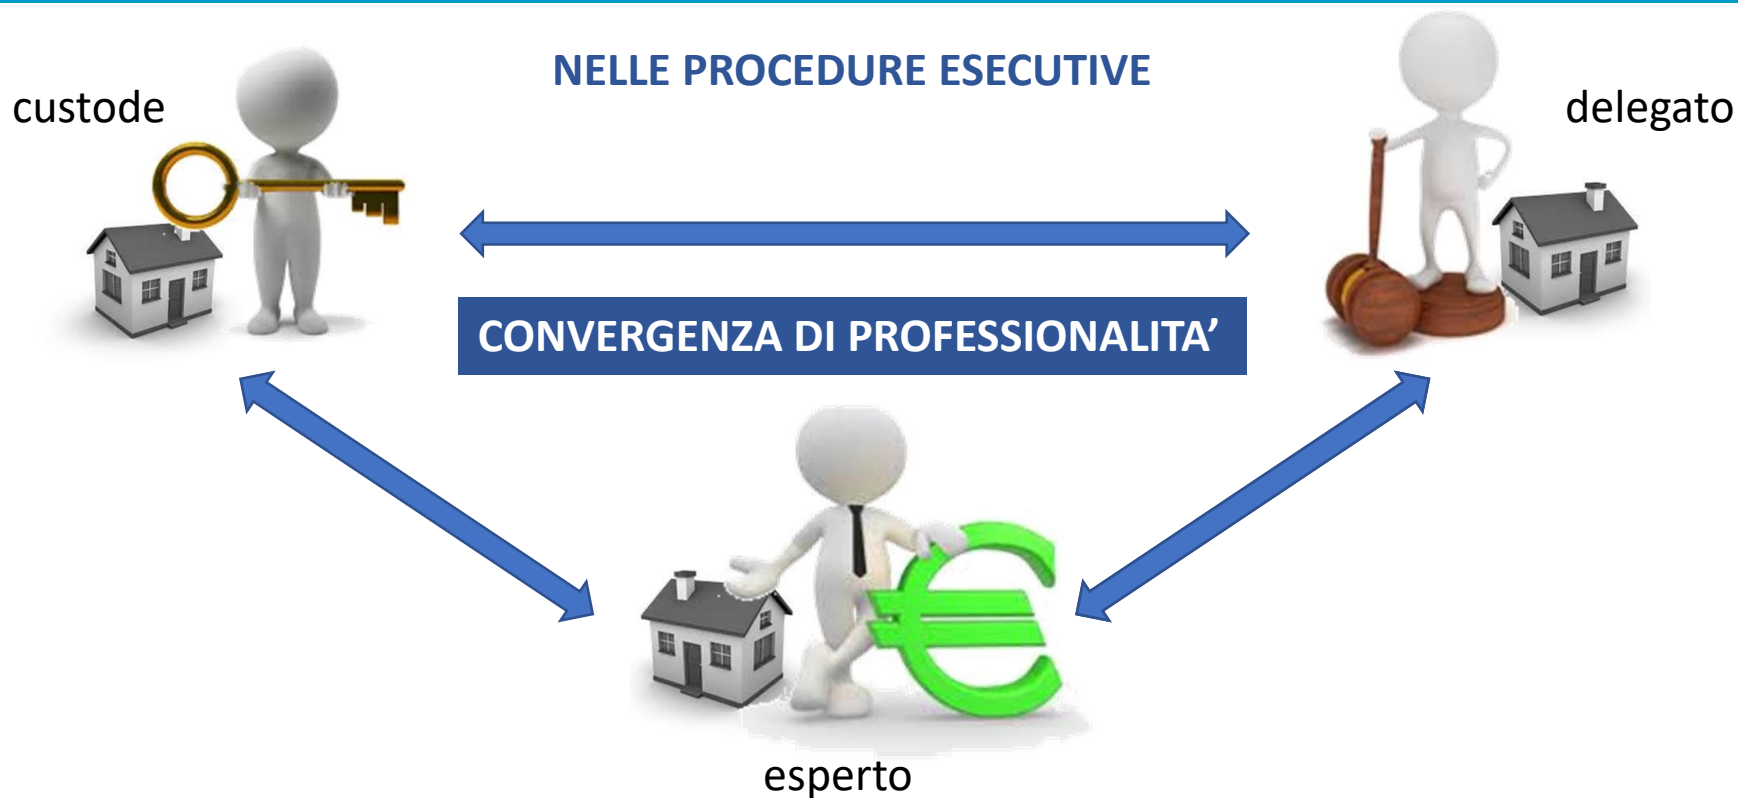 NELLE PROCEDURE ESECUTIVE
custode
delegato
CONVERGENZA DI PROFESSIONALITA’
esperto